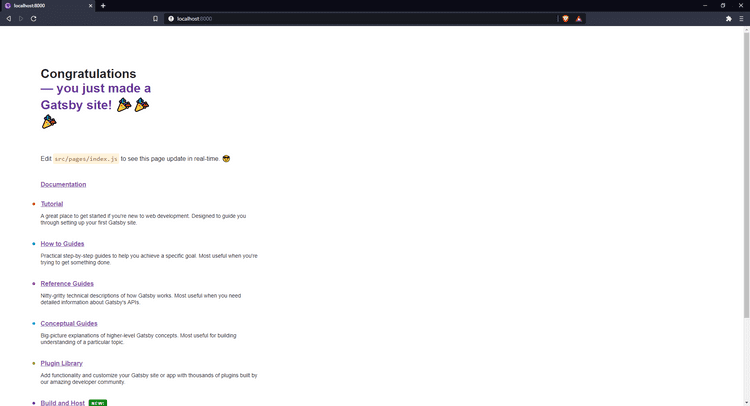 localhost:8000
localhost:8000
Congratulations
— you just made a
Gatsby site! 🎉🎉
🎉
Edit src/pages/index.js to see this page update in real-time. 😎
Documentation
Tutorial
A great place to get started if you're new to web development. Designed to guide you
through setting up your first Gatsby site.
How to Guides
Practical step-by-step guides to help you achieve a specific goal. Most useful when you're
trying to get something done.
Reference Guides
Nitty-gritty technical descriptions of how Gatsby works. Most useful when you need
detailed information about Gatsby's APIs.
Conceptual Guides
Big-picture explanations of higher-level Gatsby concepts. Most useful for building
understanding of a particular topic.
Plugin Library
Add functionality and customize your Gatsby site or app with thousands of plugins built by
our amazing developer community.
Build and Host NEW!